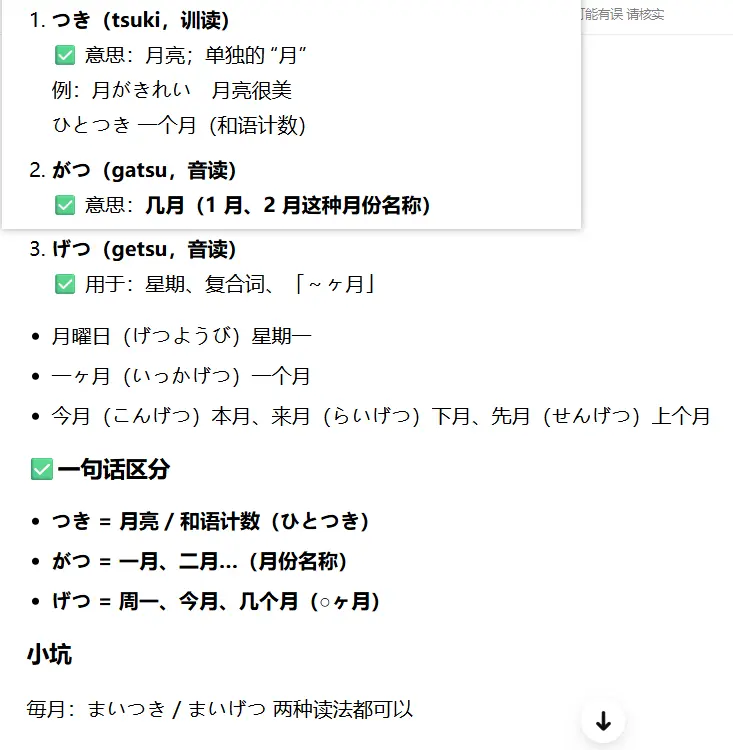 可能有误 请核实
1. つき（tsuki，训读）
✅ 意思：月亮；单独的 “月”
例：月がきれい　月亮很美
ひとつき 一个月（和语计数）
2. がつ（gatsu，音读）
✅ 意思：几月（1 月、2 月这种月份名称）
3. げつ（getsu，音读）
✅ 用于：星期、复合词、「～ヶ月」
• 月曜日（げつようび）星期一
• 一ヶ月（いっかげつ）一个月
• 今月（こんげつ）本月、来月（らいげつ）下月、先月（せんげつ）上个月
✅ 一句话区分
• つき = 月亮 / 和语计数（ひとつき）
• がつ = 一月、二月…（月份名称）
• げつ = 周一、今月、几个月（○ヶ月）
小坑
毎月：まいつき / まいげつ 两种读法都可以